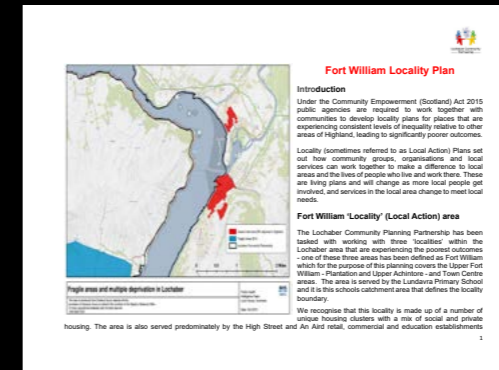 Fort William Locality Plan
Introduction
Under the Community Empowerment (Scotland) Act 2015
public agencies are required to work together with
communities to develop locality plans for places that are
experiencing consistent levels of inequality relative to other
areas of Highland, leading to significantly poorer outcomes.
Locality (sometimes referred to as Local Action) Plans set
out how community groups, organisations and local
services can work together to make a difference to local
areas and the lives of people who live and work there. These
are living plans and will change as more local people get
involved, and services in the local area change to meet local
needs.
Fort William ‘Locality’ (Local Action) area
The Lochaber Community Planning Partnership has been
tasked with working with three ‘localities’ within the
Lochaber area that are experiencing the poorest outcomes
- one of these three areas has been defined as Fort William
which for the purpose of this planning covers the Upper Fort
William - Plantation and Upper Achintore - and Town Centre
areas. The area is served by the Lundavra Primary School
and it is this schools catchment area that defines the locality
boundary.
We recognise that this locality is made up of a number of
unique housing clusters with a mix of social and private
housing. The area is also served predominately by the High Street and An Aird retail, commercial and education establishments
Fragile areas and multiple deprivation in Lochaber
1